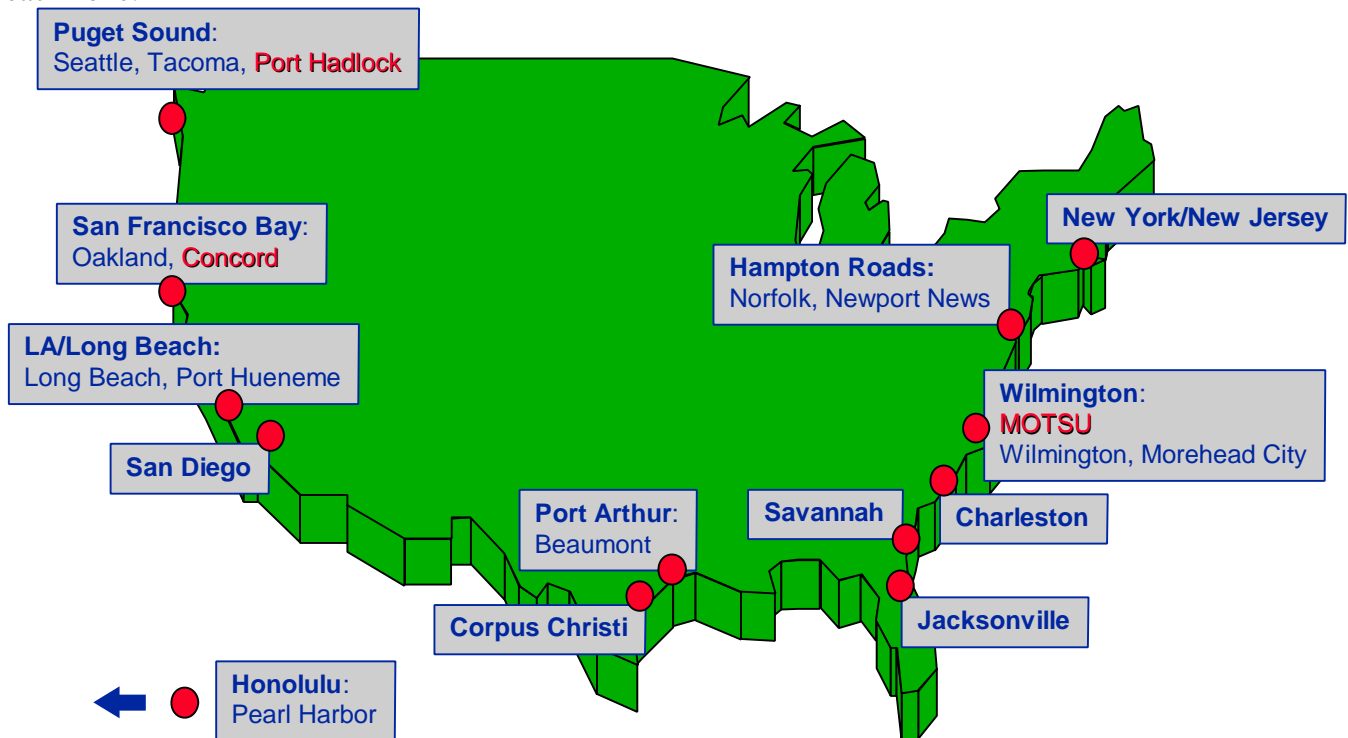 Puget Sound:
Seattle, Tacoma, Port Hadlock
San Francisco Bay:
Oakland, Concord
New York/New Jersey
Hampton Roads:
Norfolk, Newport News
LA/Long Beach:
Long Beach, Port Hueneme
Wilmington:
MOTSU
Wilmington, Morehead City
San Diego
Port Arthur:
Beaumont
Savannah
Charleston
Corpus Christi
Jacksonville
Honolulu:
Pearl Harbor